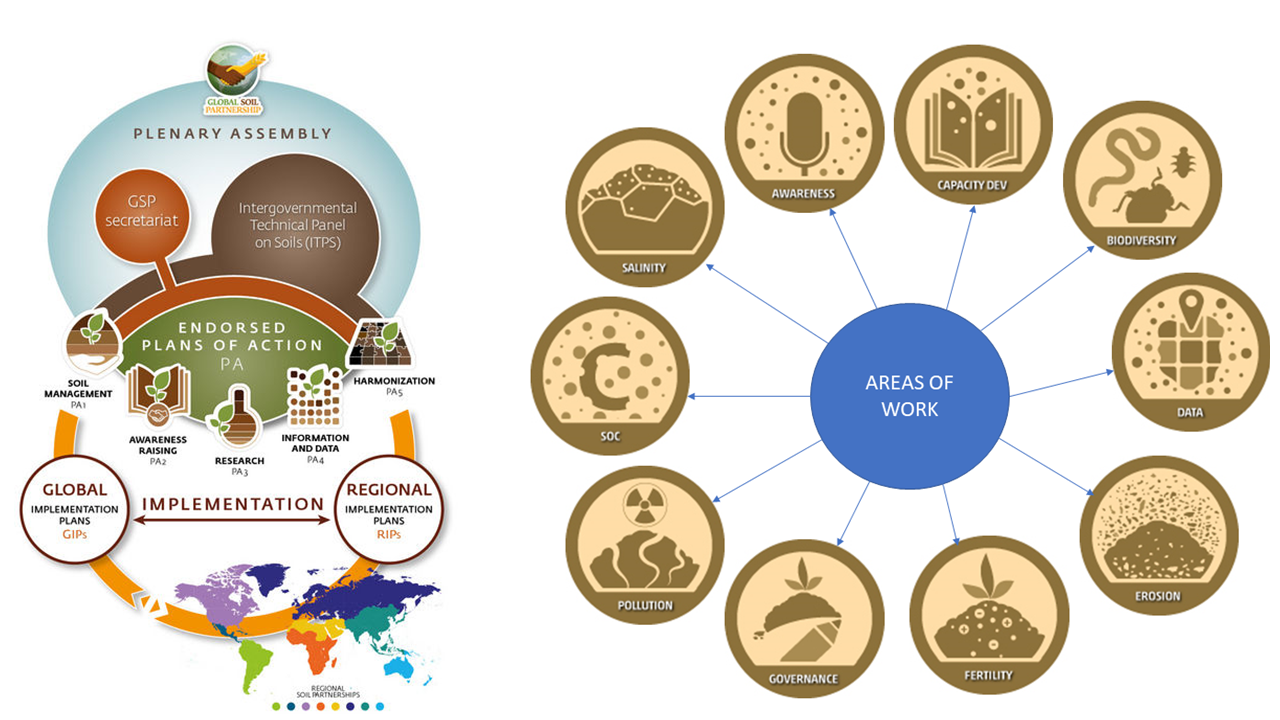 GLOBAL SOIL
PARTNERSHIP
PLENARY ASSEMBLY
GSP
secretariat
Intergovernmental
Technical Panel
on Soils (ITPS)
ENDORSED
PLANS OF ACTION
PA
SOIL
MANAGEMENT
PA1
AWARENESS
RAISING
PA2
RESEARCH
PA3
INFORMATION
AND DATA
PA4
HARMONIZATION
PA5
GLOBAL
IMPLEMENTATION
PLANS
GIPs
IMPLEMENTATION
REGIONAL
IMPLEMENTATION
PLANS
RIPs
REGIONAL
SOIL PARTNERSHIPS
AREAS OF
WORK
AWARENESS
CAPACITY DEV
BIODIVERSITY
DATA
EROSION
FERTILITY
GOVERNANCE
POLLUTION
SOC
SALINITY